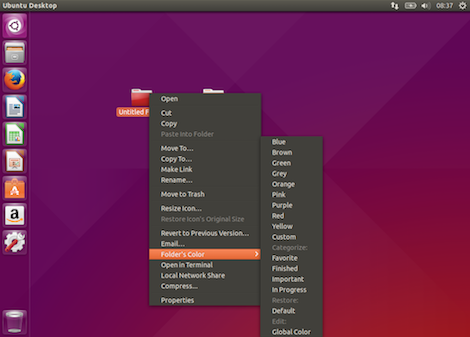 Ubuntu Desktop
08:37
Untitled F
Open
Cut
Copy
Paste Into Folder
Move To...
Copy To...
Make Link
Rename...
Move to Trash
Resize Icon...
Restore Icon's Original Size
Revert to Previous Version...
Email...
Folder's Color
Open in Terminal
Local Network Share
Compress...
Properties
Blue
Brown
Green
Grey
Orange
Pink
Purple
Red
Yellow
Custom
Categorize:
Favorite
Finished
Important
In Progress
Restore:
Default
Edit:
Global Color